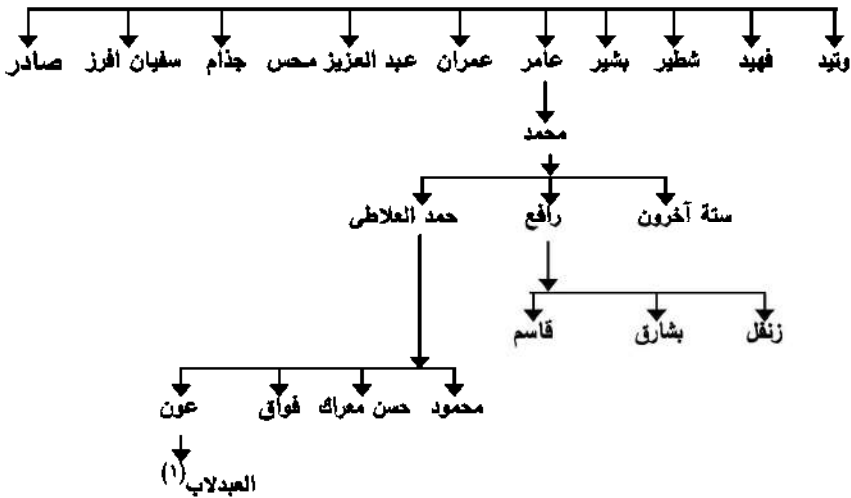 وتيد فهيد شطير بشير عامر عمران عبد العزيز محس جذام سفيان افرز صادر
محمد
ستة آخرون رافع حمد العلاطى
زنفل بشارق قاسم
محمود حسن معراك فواق عون
العبدلاب(١)